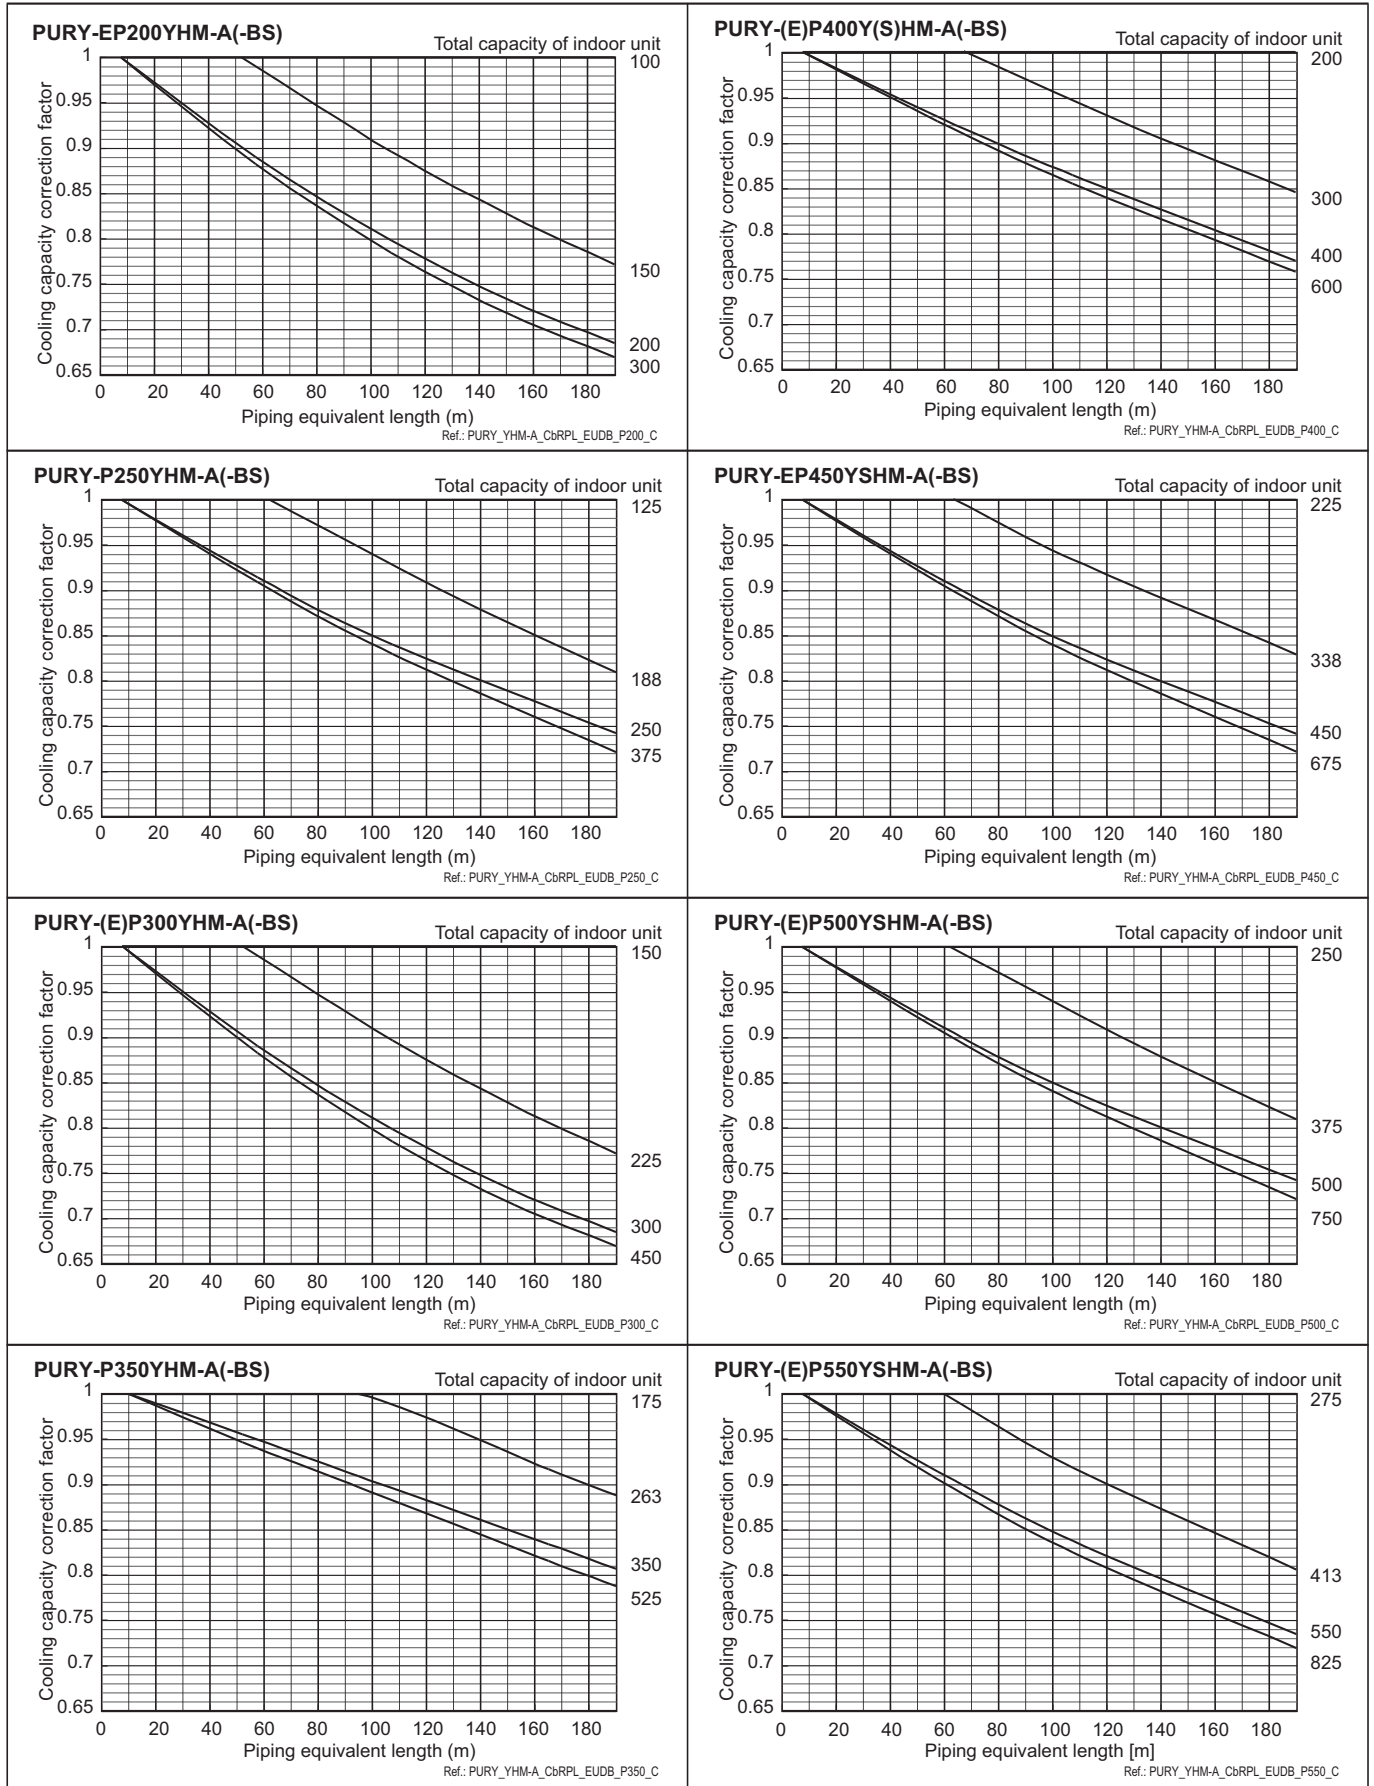 PURY-EP200YHM-A(-BS)
Total capacity of indoor unit
Cooling capacity correction factor
1
0.95
0.9
0.85
0.8
0.75
0.7
0.65
100
150
200
300
0 20 40 60 80 100 120 140 160 180
Piping equivalent length (m)
Ref.: PURY_YHM-A_CbRPL_EUDB_P200_C
PURY-(E)P400Y(S)HM-A(-BS)
Total capacity of indoor unit
Cooling capacity correction factor
1
0.95
0.9
0.85
0.8
0.75
0.7
0.65
200
300
400
600
0 20 40 60 80 100 120 140 160 180
Piping equivalent length (m)
Ref.: PURY_YHM-A_CbRPL_EUDB_P400_C
PURY-P250YHM-A(-BS)
Total capacity of indoor unit
Cooling capacity correction factor
1
0.95
0.9
0.85
0.8
0.75
0.7
0.65
125
188
250
375
0 20 40 60 80 100 120 140 160 180
Piping equivalent length (m)
Ref.: PURY_YHM-A_CbRPL_EUDB_P250_C
PURY-EP450YSHM-A(-BS)
Total capacity of indoor unit
Cooling capacity correction factor
1
0.95
0.9
0.85
0.8
0.75
0.7
0.65
225
338
450
675
0 20 40 60 80 100 120 140 160 180
Piping equivalent length (m)
Ref.: PURY_YHM-A_CbRPL_EUDB_P450_C
PURY-(E)P300YHM-A(-BS)
Total capacity of indoor unit
Cooling capacity correction factor
1
0.95
0.9
0.85
0.8
0.75
0.7
0.65
150
225
300
450
0 20 40 60 80 100 120 140 160 180
Piping equivalent length (m)
Ref.: PURY_YHM-A_CbRPL_EUDB_P300_C
PURY-(E)P500YSHM-A(-BS)
Total capacity of indoor unit
Cooling capacity correction factor
1
0.95
0.9
0.85
0.8
0.75
0.7
0.65
250
375
500
750
0 20 40 60 80 100 120 140 160 180
Piping equivalent length (m)
Ref.: PURY_YHM-A_CbRPL_EUDB_P500_C
PURY-P350YHM-A(-BS)
Total capacity of indoor unit
Cooling capacity correction factor
1
0.95
0.9
0.85
0.8
0.75
0.7
0.65
175
263
350
525
0 20 40 60 80 100 120 140 160 180
Piping equivalent length (m)
Ref.: PURY_YHM-A_CbRPL_EUDB_P350_C
PURY-(E)P550YSHM-A(-BS)
Total capacity of indoor unit
Cooling capacity correction factor
1
0.95
0.9
0.85
0.8
0.75
0.7
0.65
275
413
550
825
0 20 40 60 80 100 120 140 160 180
Piping equivalent length [m]
Ref.: PURY_YHM-A_CbRPL_EUDB_P550_C